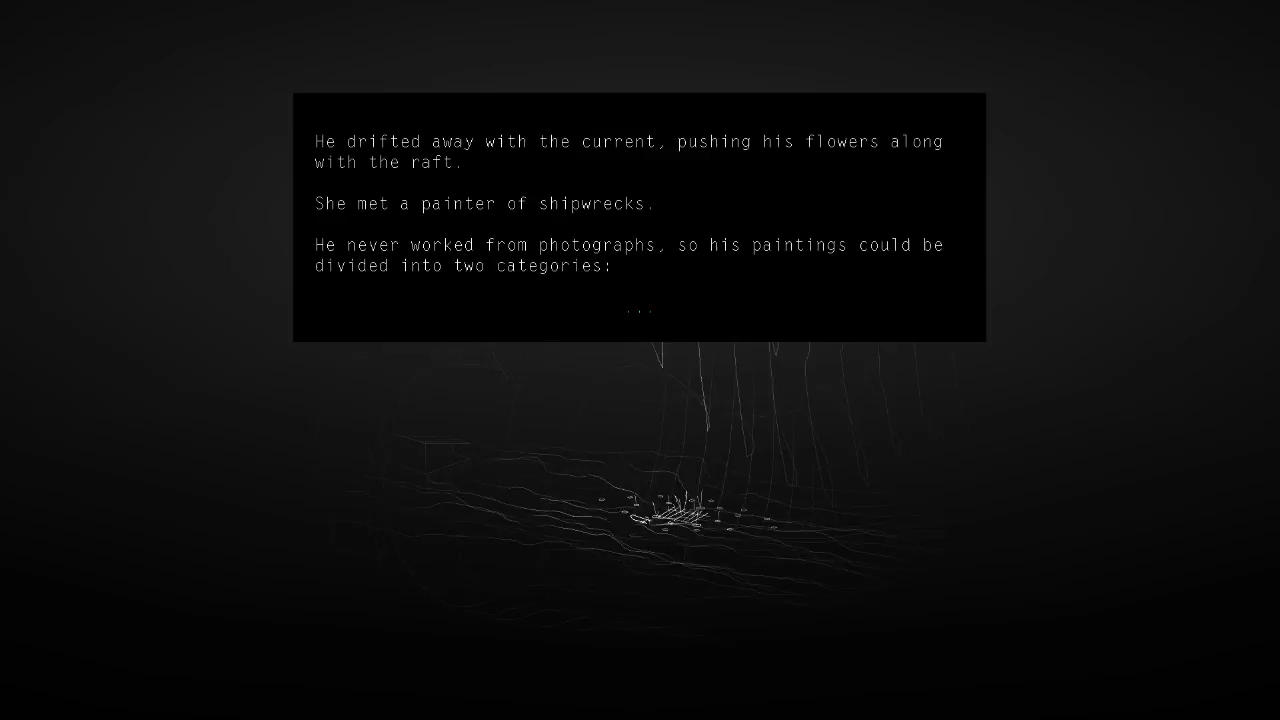 He drifted away with the current, pushing his flowers along
with the raft.
She met a painter of shipwrecks.
He never worked from photographs, so his paintings could be
divided into two categories:
...